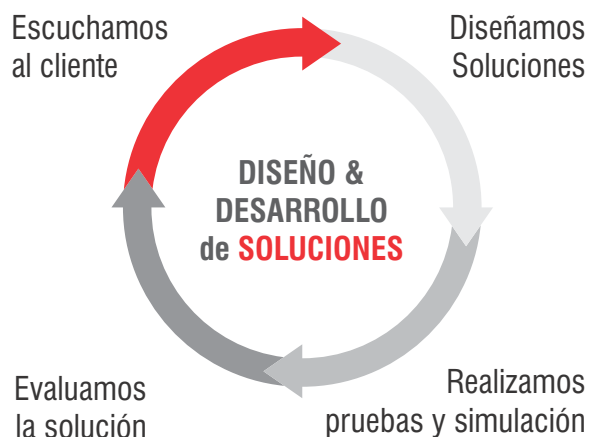 Escuchamos
al cliente
Diseñamos
Soluciones
DISEÑO &
DESARROLLO
de SOLUCIONES
Evaluamos
la solución
Realizamos
pruebas y simulación